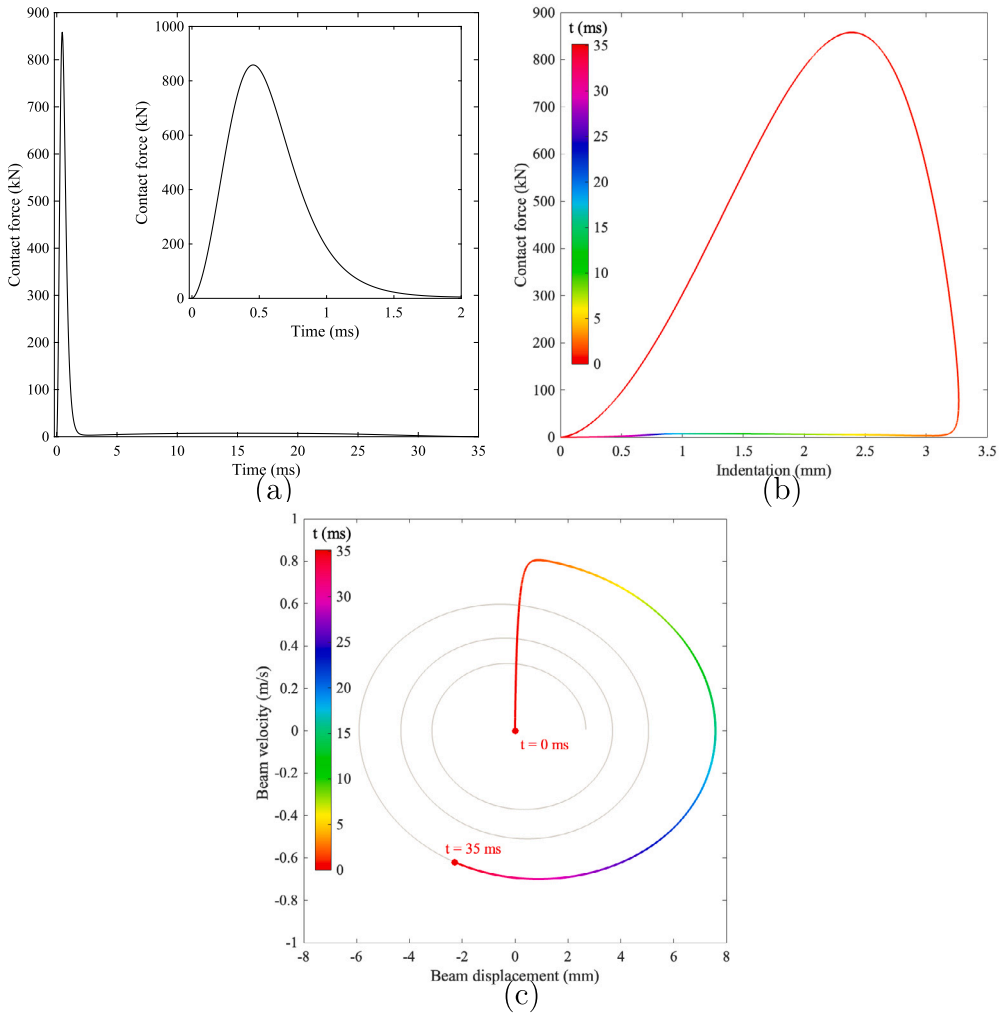 900
800
700
600
500
400
300
200
100
0
Contact force (kN)
0 5 10 15 20 25 30 35
Time (ms)
1000
800
600
400
200
0
Contact force (kN)
0 0.5 1 1.5 2
Time (ms)
(a)
900
800
700
600
500
400
300
200
100
0
Contact force (kN)
t (ms)
35
30
25
20
15
10
5
0
0 0.5 1 1.5 2 2.5 3 3.5
Indentation (mm)
(b)
1
0.8
0.6
0.4
0.2
0
-0.2
-0.4
-0.6
-0.8
-1
Beam velocity (m/s)
t (ms)
35
30
25
20
15
10
5
0
t = 0 ms
t = 35 ms
-8 -6 -4 -2 0 2 4 6 8
Beam displacement (mm)
(c)